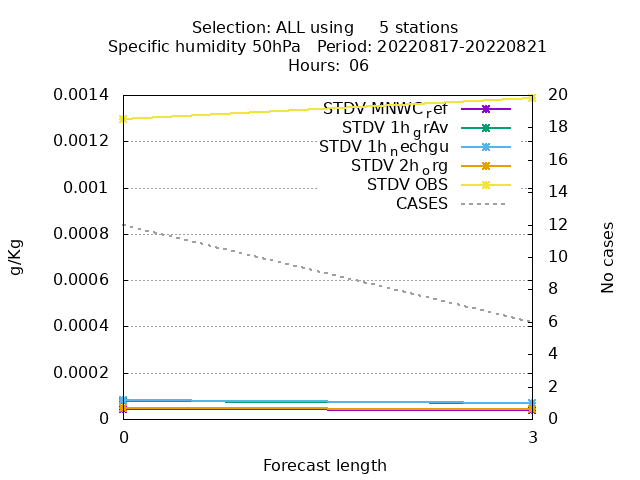 Selection: ALL using 5 stations
Specific humidity 50hPa Period: 20220817-20220821
Hours: 06
0.0014
0.0012
0.001
0.0008
0.0006
0.0004
0.0002
0
g/Kg
STDV MNWC_ref
STDV 1h_grAv
STDV 1h_nechgu
STDV 2h_org
STDV OBS
CASES
20
18
16
14
12
10
8
6
4
2
0
No cases
0 3
Forecast length